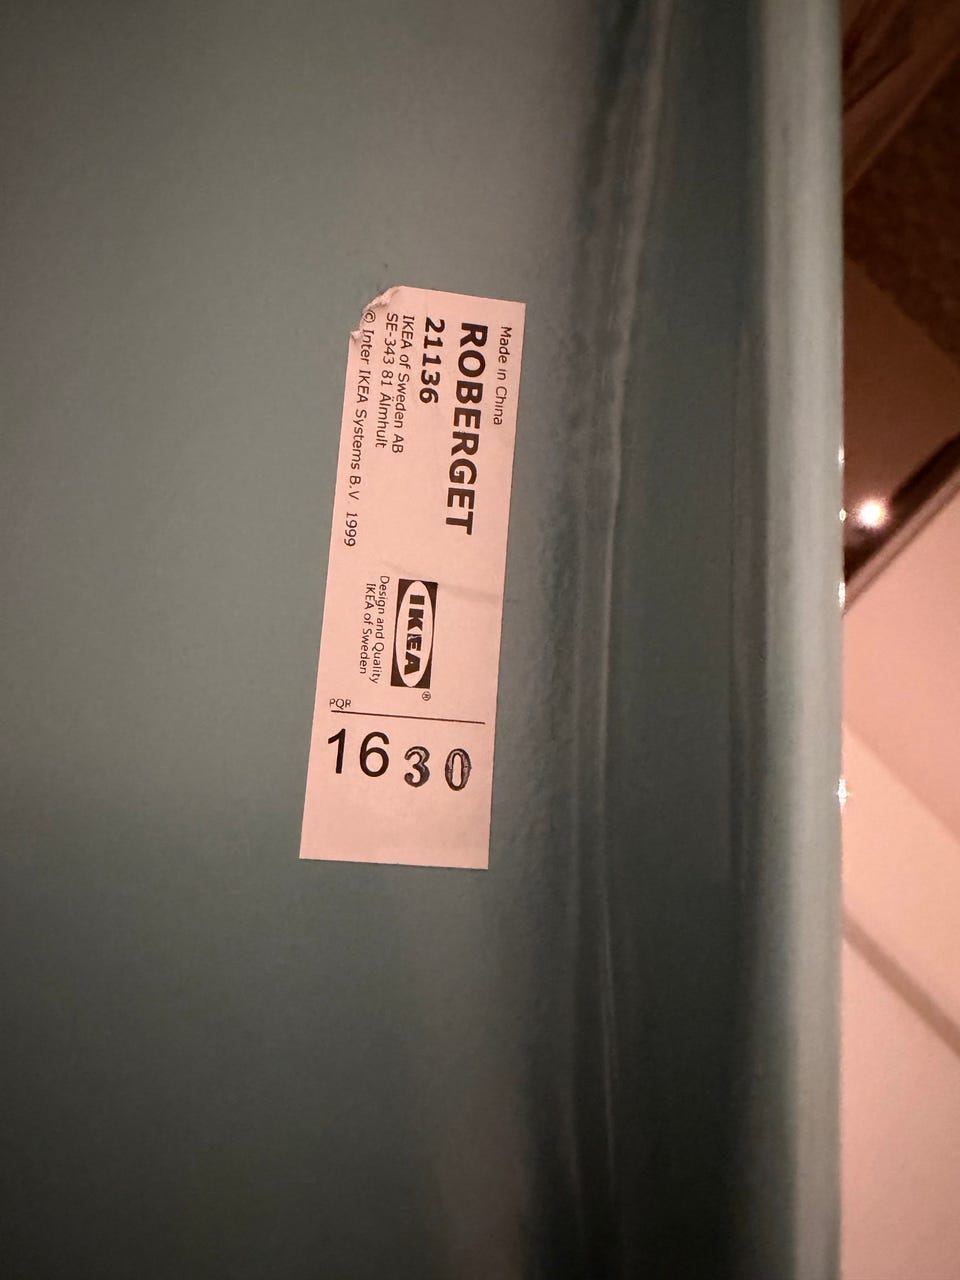 Made in China
ROBERGET
21136
IKEA of Sweden AB
SE-343 81 Älmhult
© Inter IKEA Systems B.V. 1999
IKEA®
Design and Quality
IKEA of Sweden
PQR
1630